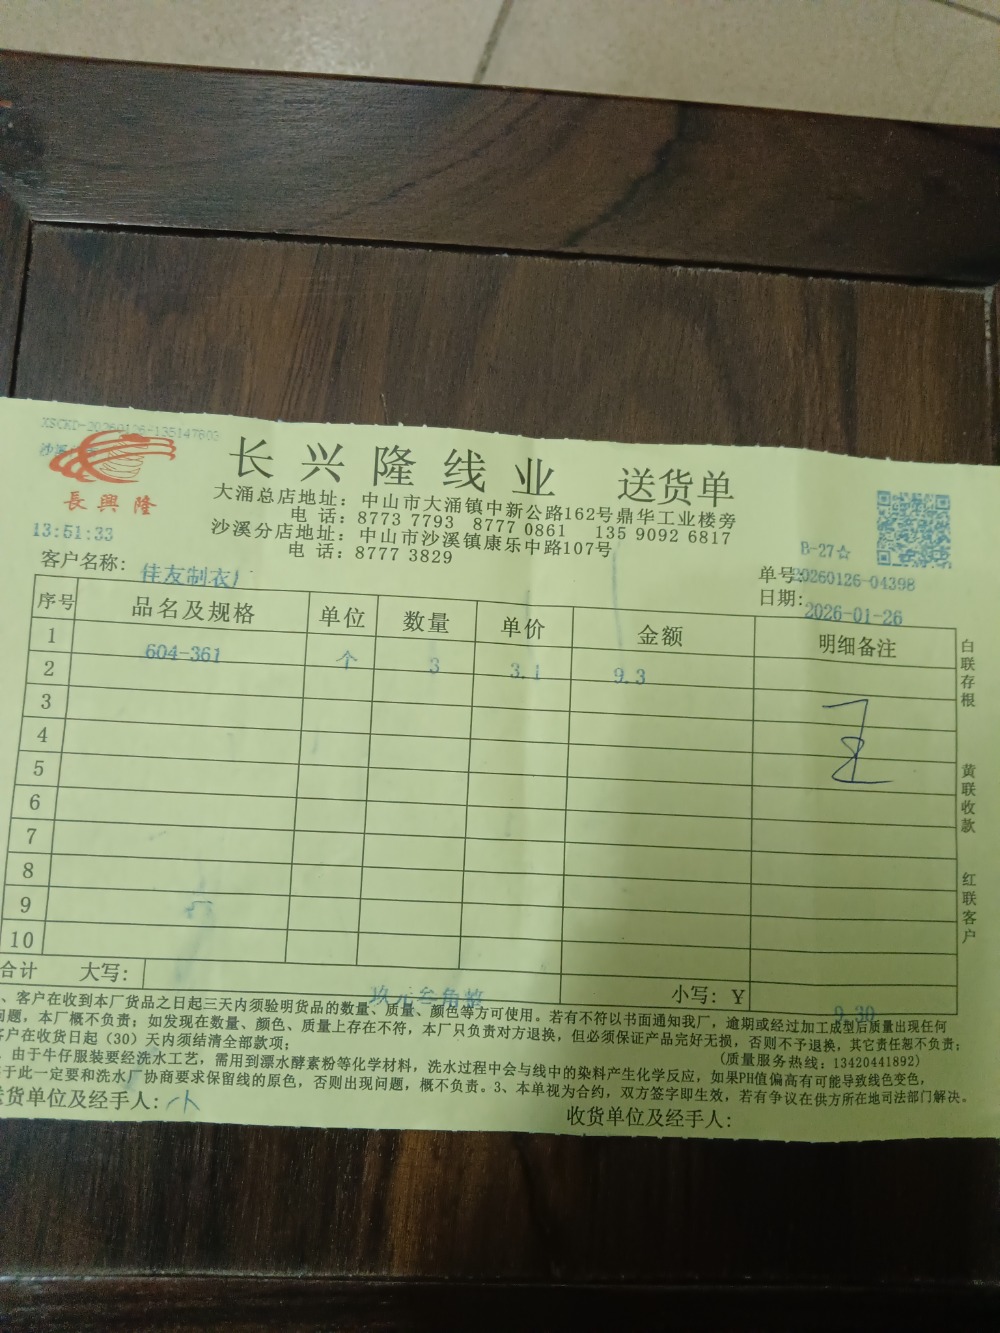 XSCKD-20260126-135147803
長興隆
13:51:33
长兴隆线业 送货单
大涌总店地址：中山市大涌镇中新公路162号鼎华工业楼旁
电话：8773 7793 8777 0861 135 9092 6817
沙溪分店地址：中山市沙溪镇康乐中路107号
电话：8777 3829
B-27☆
客户名称：佳友制衣厂
单号：20260126-04398
日期：2026-01-26
序号 品名及规格 单位 数量 单价 金额 明细备注
1 604-361 个 3 3.1 9.3
2
3
4
5
6
7
8
9
10
合计 大写：玖元叁角整 小写：￥ 9.30
、客户在收到本厂货品之日起三天内须验明货品的数量、质量、颜色等方可使用。若有不符以书面通知我厂，逾期或经过加工成型后质量出现任何
问题，本厂概不负责；如发现在数量、颜色、质量上存在不符，本厂只负责对方退换，但必须保证产品完好无损，否则不予退换，其它责任恕不负责；
客户在收货日起（30）天内须结清全部款项；
（质量服务热线：13420441892）
、由于牛仔服装要经洗水工艺，需用到漂水酵素粉等化学材料，洗水过程中会与线中的染料产生化学反应，如果PH值偏高有可能导致线色变色，
于此一定要和洗水厂协商要求保留线的原色，否则出现问题，概不负责。3、本单视为合约，双方签字即生效，若有争议在供方所在地司法部门解决。
送货单位及经手人：
收货单位及经手人：
白联存根
黄联收款
红联客户